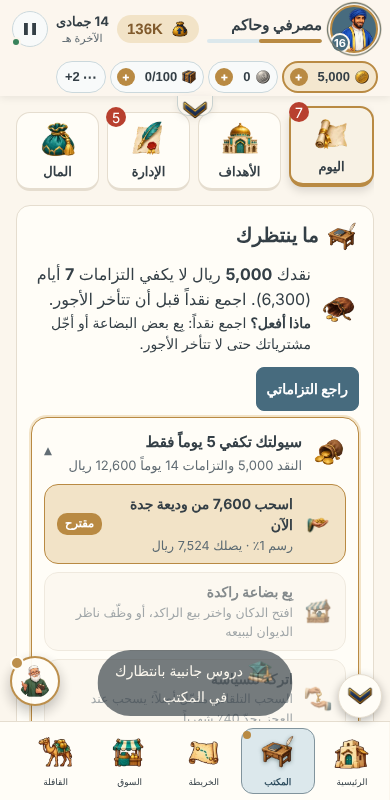 16
مصرفي وحاكم
136K
14 جمادى
الآخرة هـ
5,000 +
0 +
0/100 +
+2 ···
7
اليوم
الأهداف
5
الإدارة
المال
ما ينتظرك
نقدك 5,000 ريال لا يكفي التزامات 7 أيام
(6,300). اجمع نقداً قبل أن تتأخر الأجور.
ماذا أفعل؟ اجمع نقداً: بِع بعض البضاعة أو أجّل
مشترياتك حتى لا تتأخر الأجور.
راجع التزاماتي
سيولتك تكفي 5 يوماً فقط
▲
النقد 5,000 والتزامات 14 يوماً 12,600 ريال
اسحب 7,600 من وديعة جدة
الآن
مقترح
رسم 1٪ · يصلك 7,524 ريال
بِع بضاعة راكدة
افتح الدكان واختر بيع الراكد، أو وظّف ناظر
الديوان ليبيعه
دروس جانبية بانتظارك
في المكتب
الرئيسية
المكتب
الخريطة
السوق
القافلة